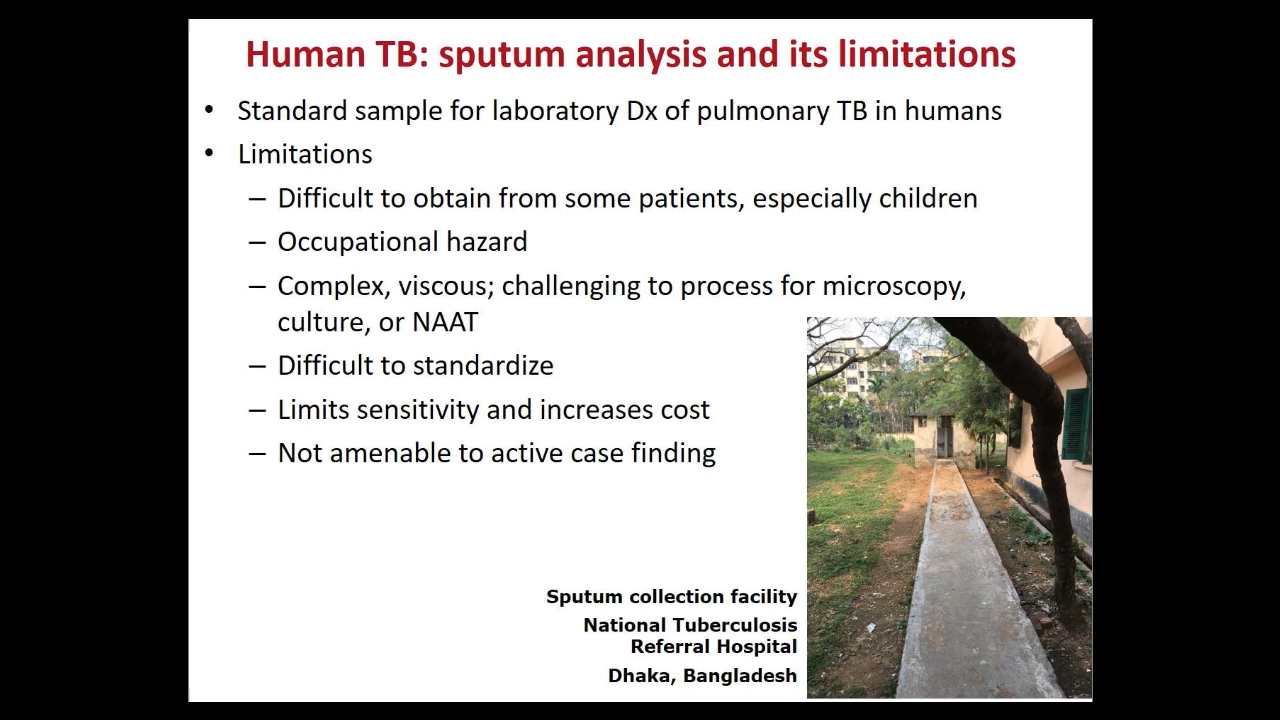 Human TB: sputum analysis and its limitations
• Standard sample for laboratory Dx of pulmonary TB in humans
• Limitations
– Difficult to obtain from some patients, especially children
– Occupational hazard
– Complex, viscous; challenging to process for microscopy,
culture, or NAAT
– Difficult to standardize
– Limits sensitivity and increases cost
– Not amenable to active case finding
Sputum collection facility
National Tuberculosis
Referral Hospital
Dhaka, Bangladesh